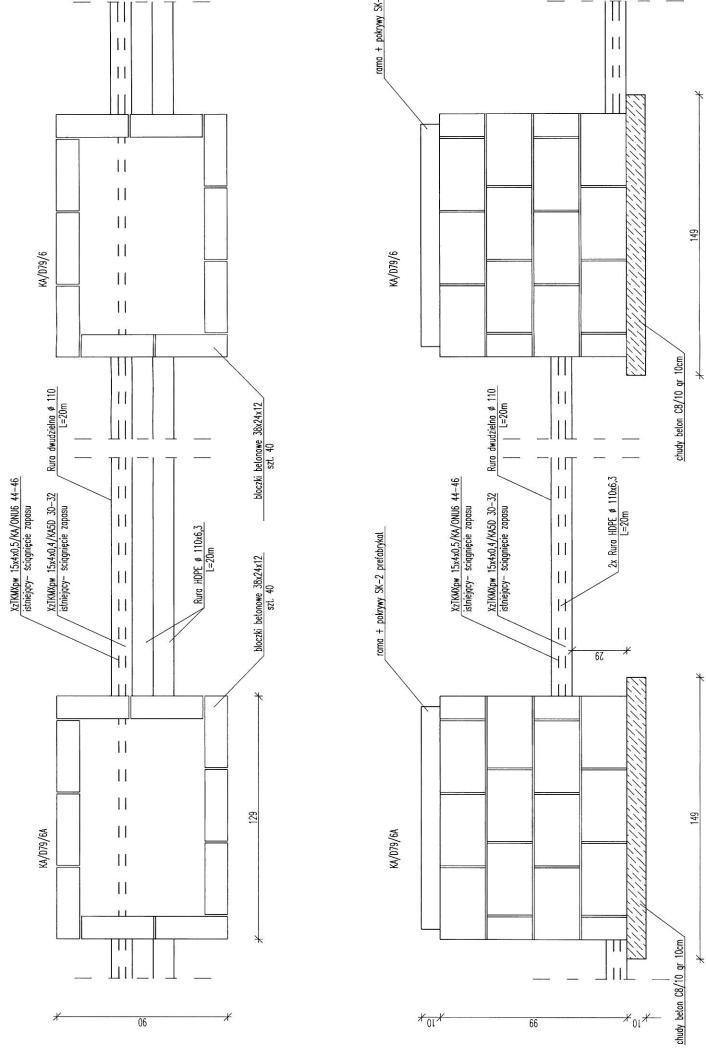 KA/D79/6A
KA/D79/6
XzTKMXpw 15x4x0,5/KA/ONU6 44-46
istniejący- ściągnięcie zapasu
XzTKMXpw 15x4x0,4/KA5D 30-32
istniejący- ściągnięcie zapasu
Rura dwudzielna ø 110
L=20m
Rura HDPE ø 110x6,3
L=20m
bloczki betonowe 38x24x12
szt. 40
bloczki betonowe 38x24x12
szt. 40
129
90
KA/D79/6A
KA/D79/6
rama + pokrywy SK-2 prefabrykat
rama + pokrywy SK-
XzTKMXpw 15x4x0,5/KA/ONU6 44-46
istniejący- ściągnięcie zapasu
XzTKMXpw 15x4x0,4/KA5D 30-32
istniejący- ściągnięcie zapasu
Rura dwudzielna ø 110
L=20m
2x Rura HDPE ø 110x6,3
L=20m
29
10
99
10
149
149
chudy beton C8/10 gr 10cm
chudy beton C8/10 gr 10cm